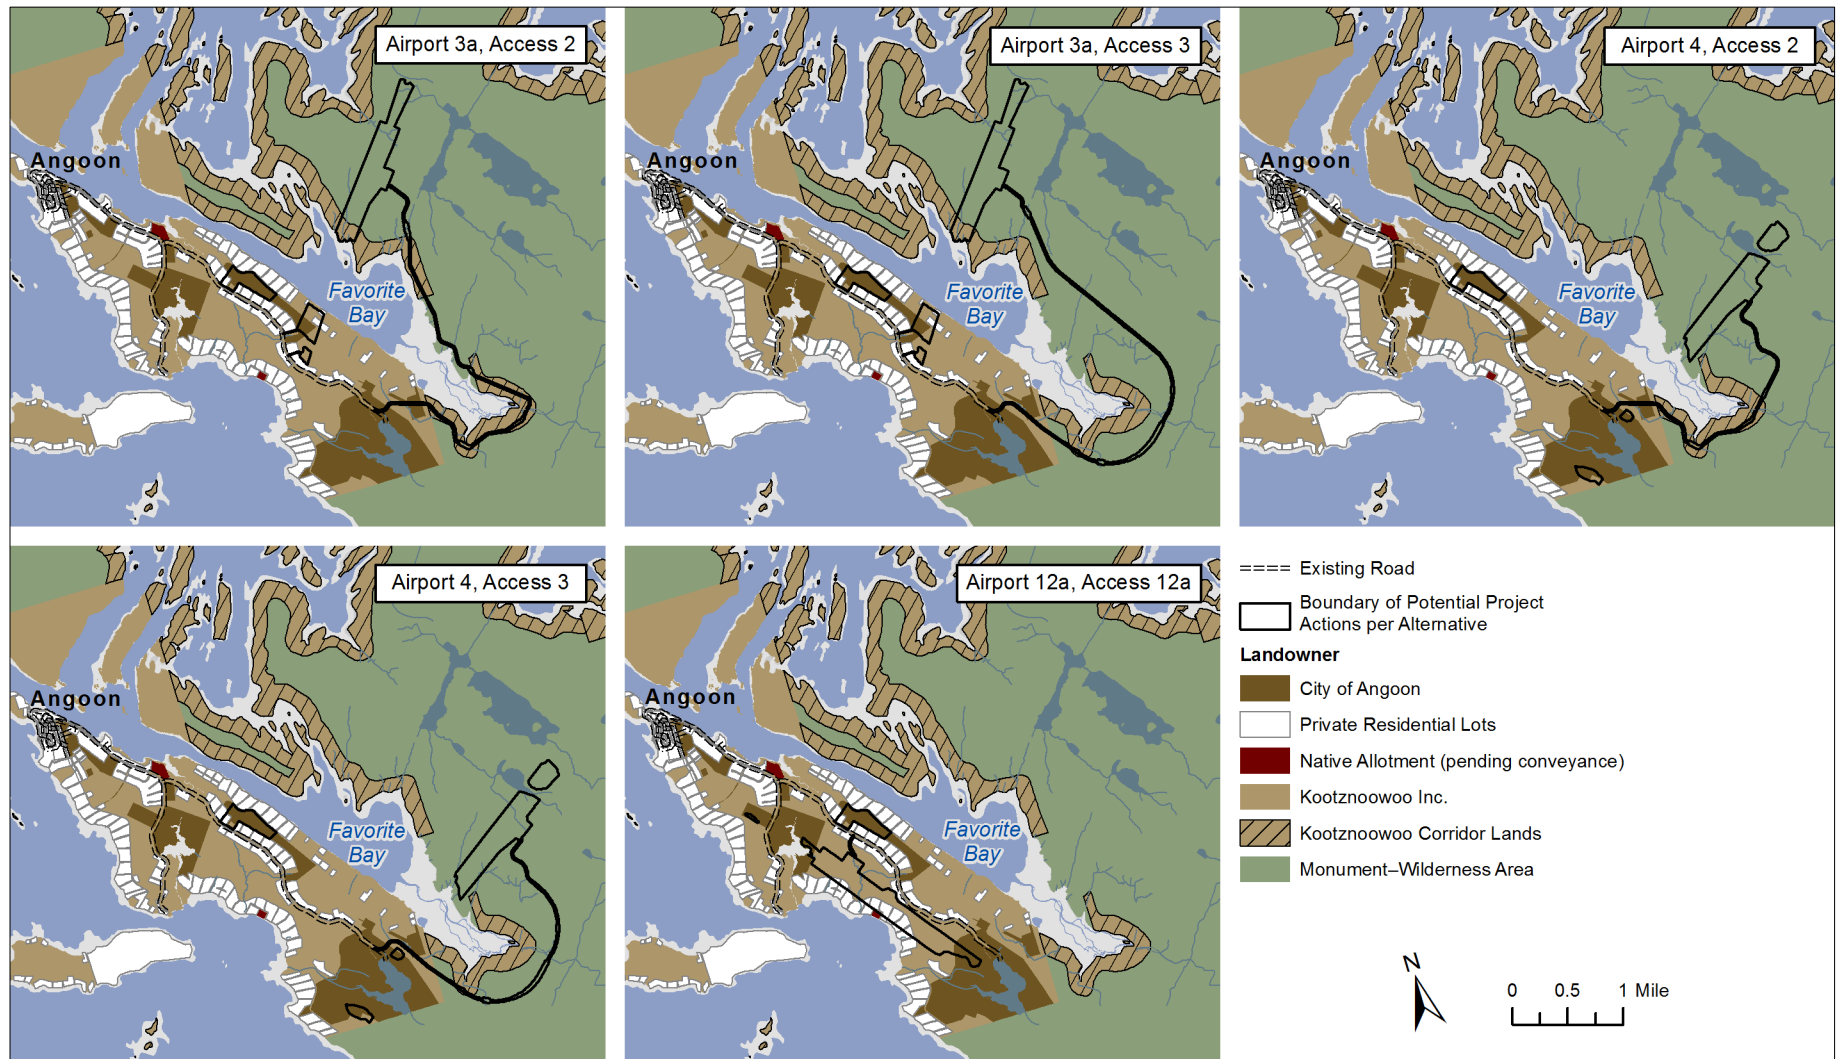 Airport 3a, Access 2
Angoon
Favorite
Bay
Airport 3a, Access 3
Angoon
Favorite
Bay
Airport 4, Access 2
Angoon
Favorite
Bay
Airport 4, Access 3
Angoon
Favorite
Bay
Airport 12a, Access 12a
Angoon
Favorite
Bay
Existing Road
Boundary of Potential Project
Actions per Alternative
Landowner
City of Angoon
Private Residential Lots
Native Allotment (pending conveyance)
Kootznoowoo Inc.
Kootznoowoo Corridor Lands
Monument–Wilderness Area
N
0 0.5 1 Mile